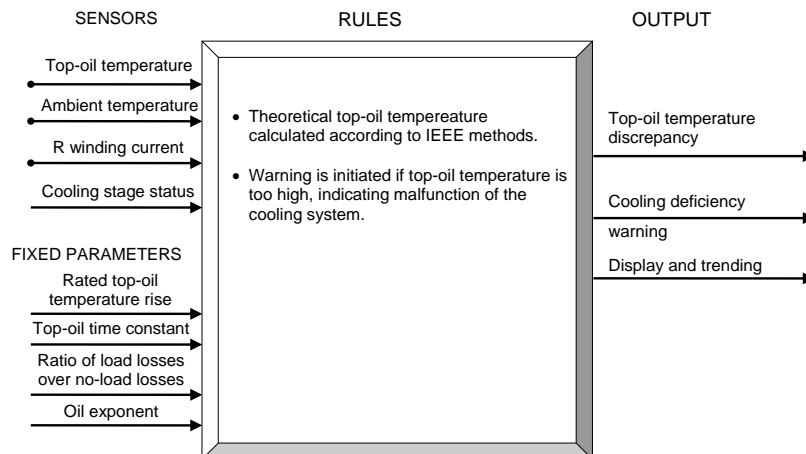 SENSORS
RULES
OUTPUT
Top-oil temperature
Ambient temperature
R winding current
Cooling stage status
FIXED PARAMETERS
Rated top-oil
temperature rise
Top-oil time constant
Ratio of load losses
over no-load losses
Oil exponent
• Theoretical top-oil tempereature
calculated according to IEEE methods.
• Warning is initiated if top-oil temperature is
too high, indicating malfunction of the
cooling system.
Top-oil temperature
discrepancy
Cooling deficiency
warning
Display and trending